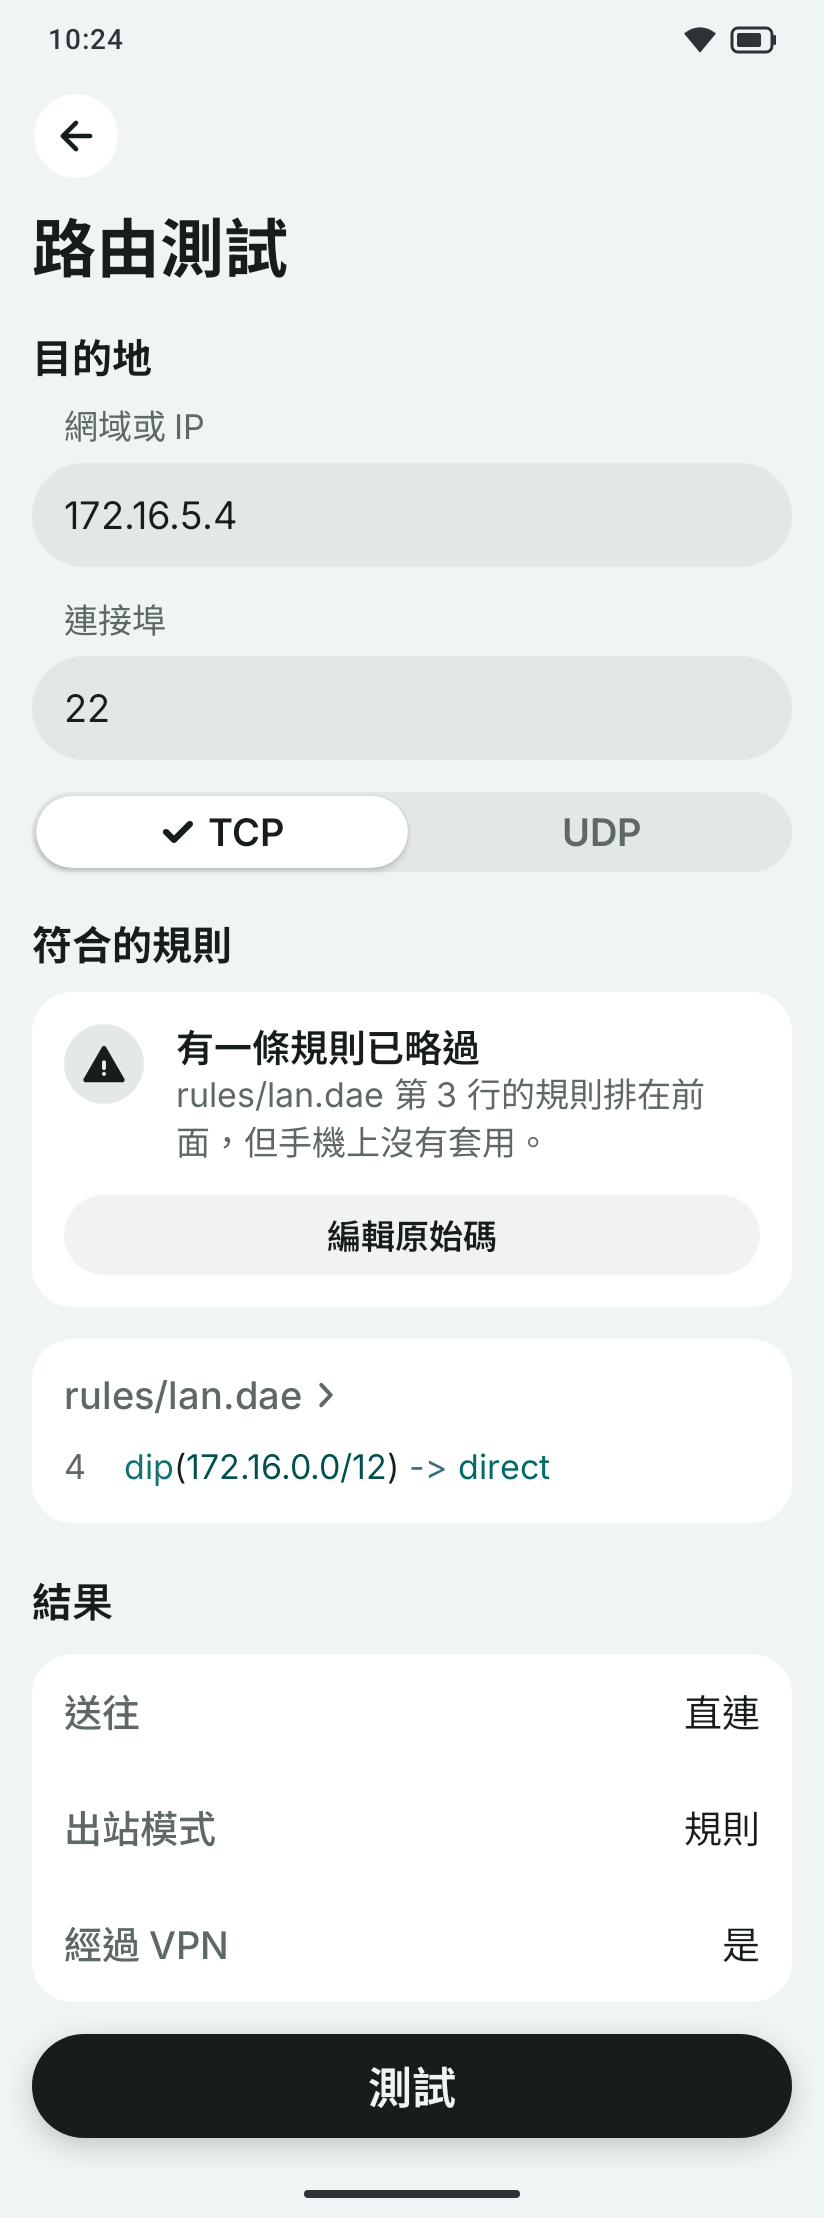 10:24
路由測試
目的地
網域或 IP
172.16.5.4
連接埠
22
TCP
UDP
符合的規則
有一條規則已略過
rules/lan.dae 第 3 行的規則排在前
面，但手機上沒有套用。
編輯原始碼
rules/lan.dae
4 dip(172.16.0.0/12) -> direct
結果
送往 直連
出站模式 規則
經過 VPN 是
測試